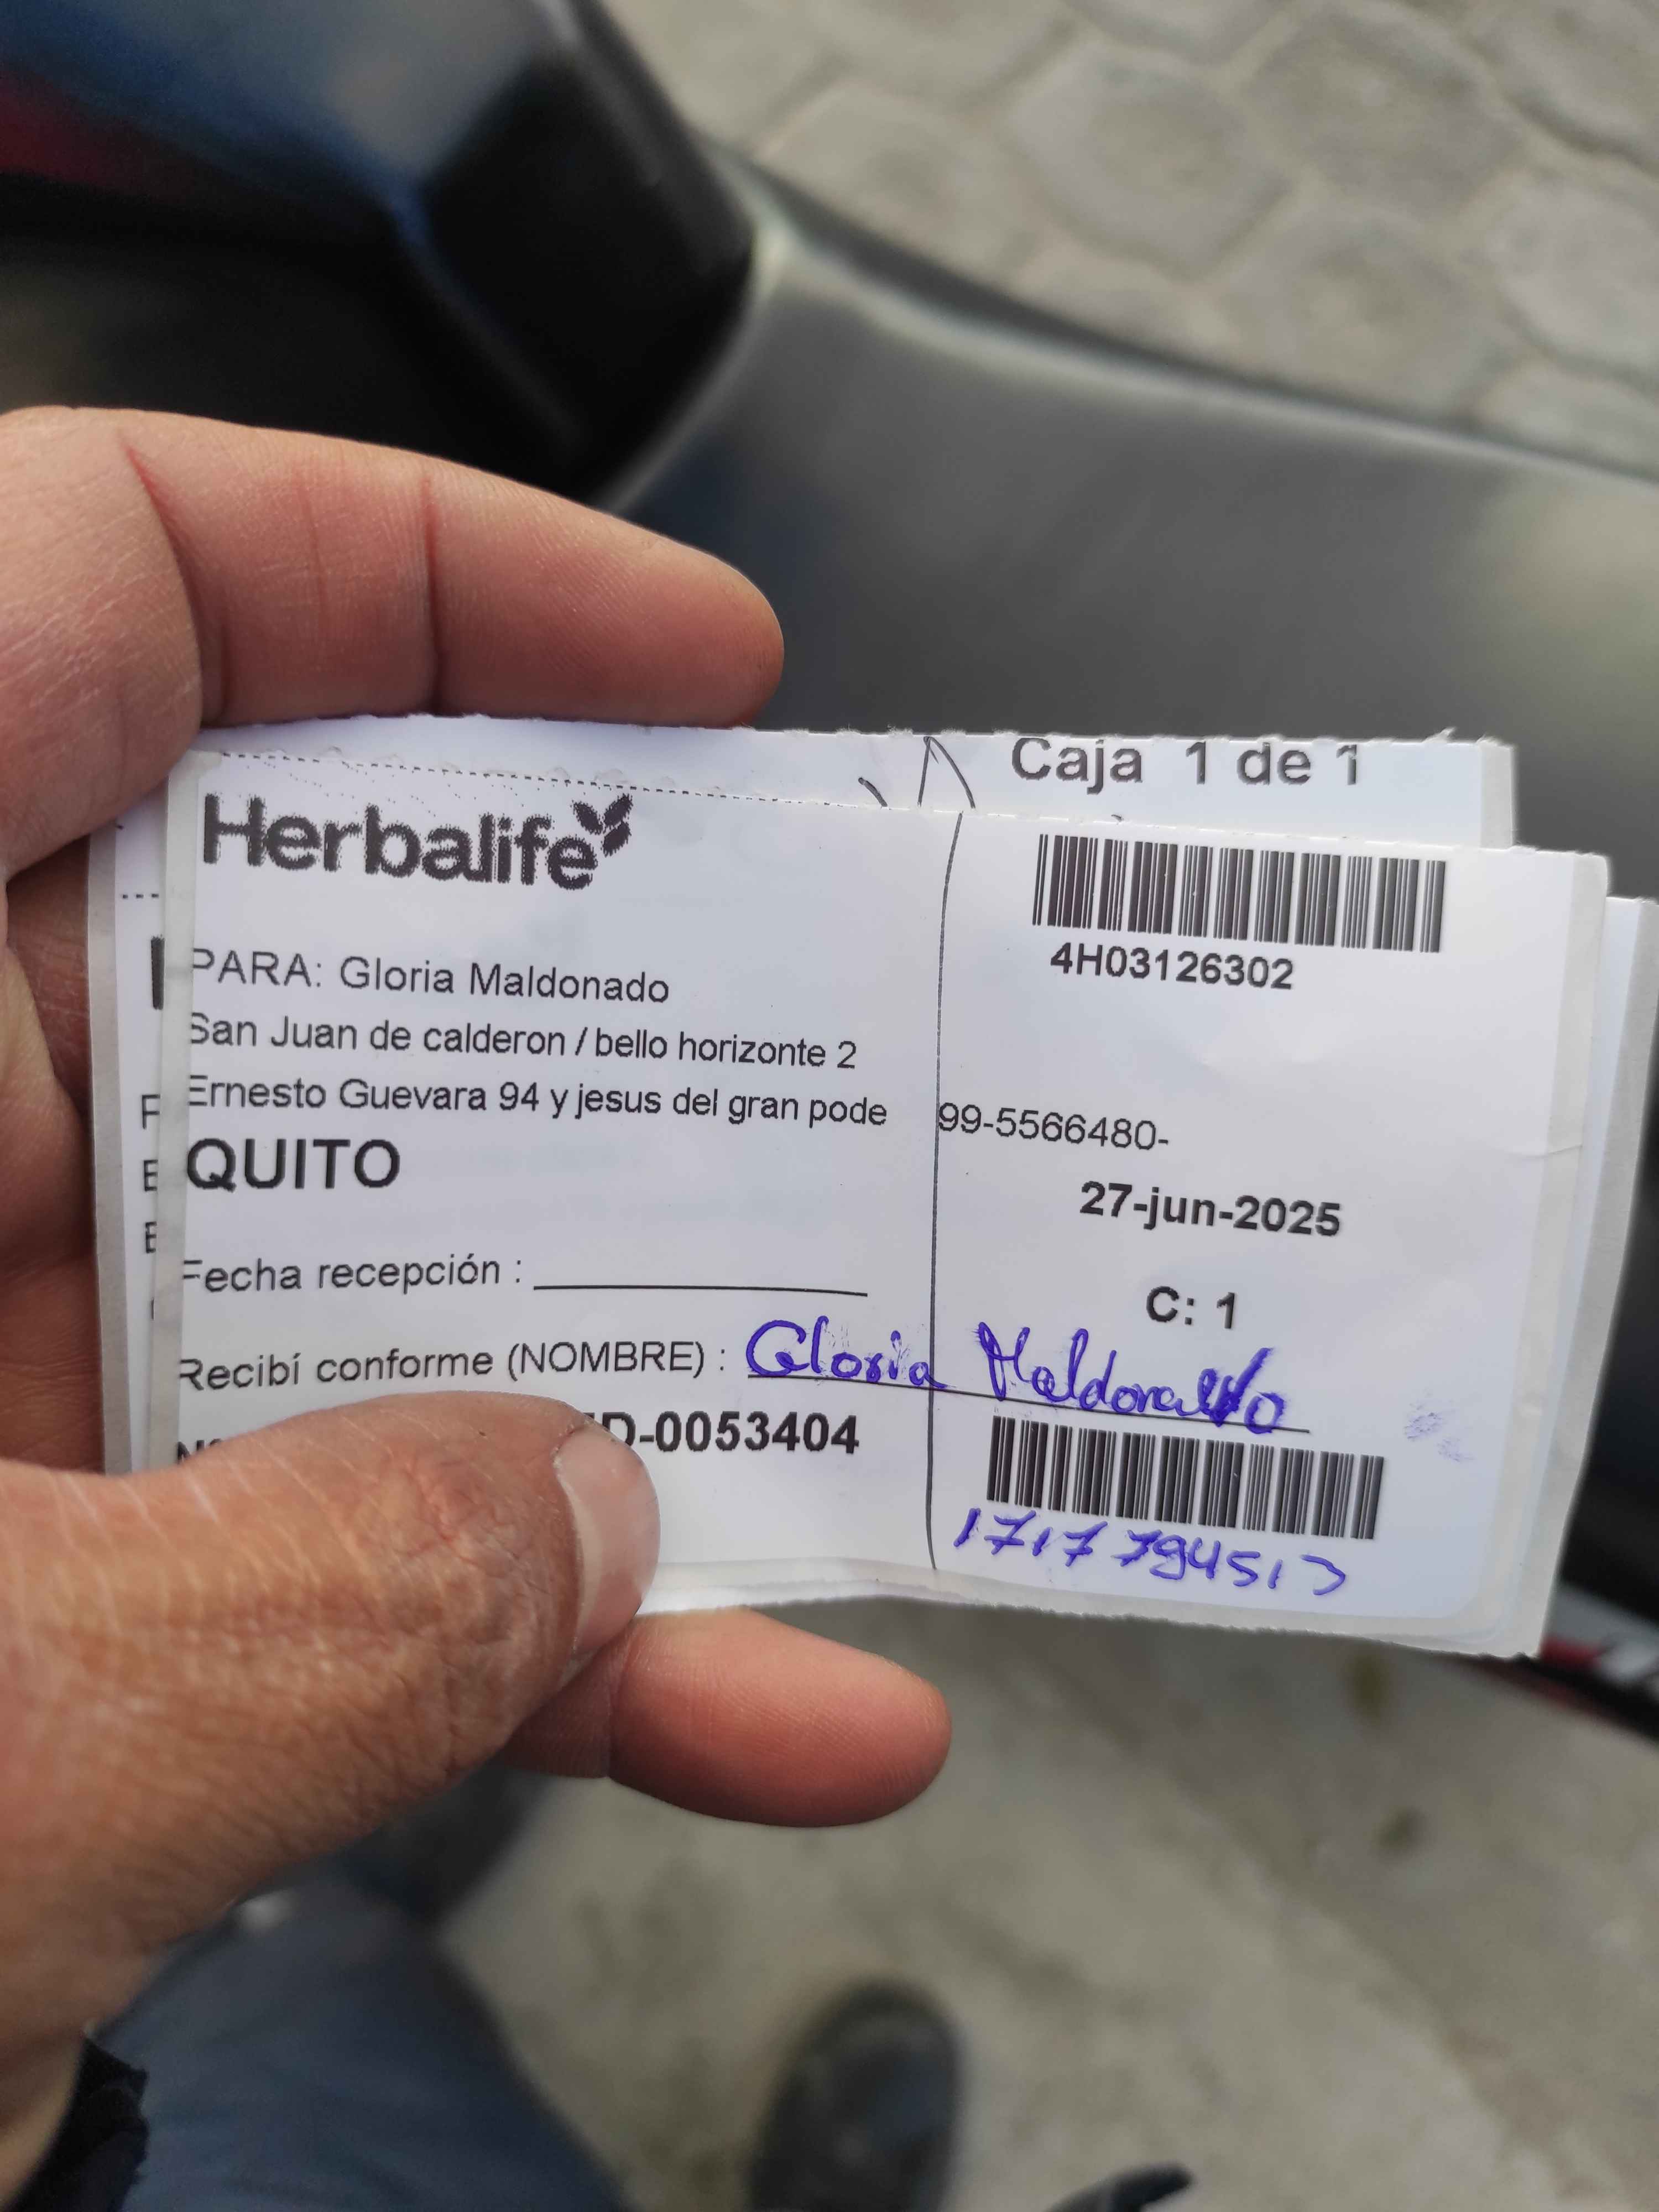 Caja 1 de 1
Herbalife
4H03126302
PARA: Gloria Maldonado
San Juan de calderon / bello horizonte 2
Ernesto Guevara 94 y jesus del gran pode 99-5566480-
QUITO
27-jun-2025
Fecha recepción :
C: 1
Recibí conforme (NOMBRE) : Gloria Maldonado
D-0053404